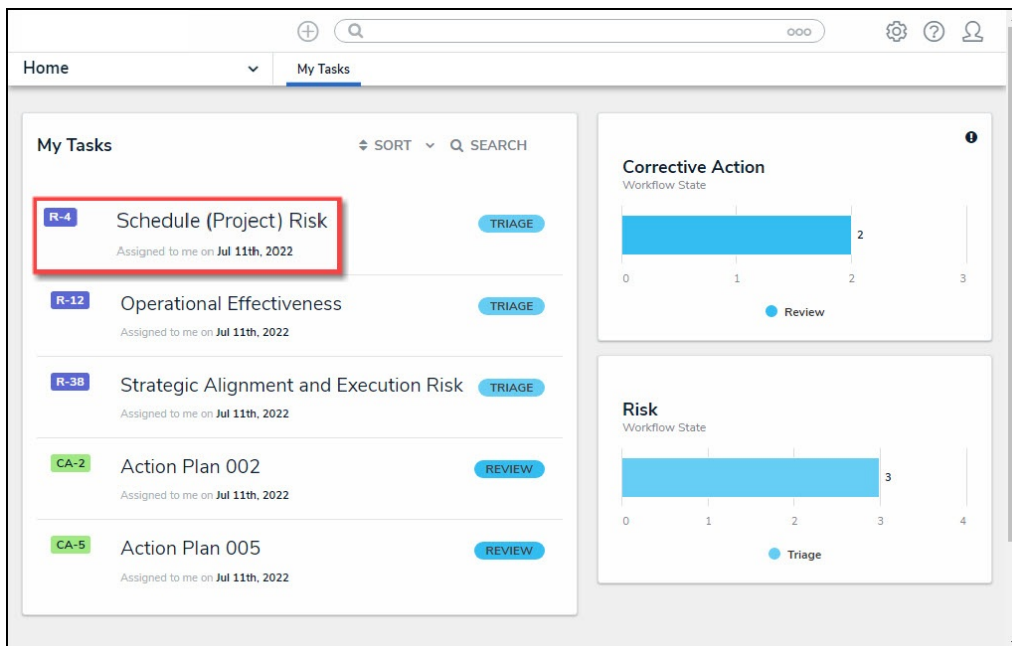 ooo
Home
My Tasks
My Tasks
SORT
SEARCH
R-4
Schedule (Project) Risk
TRIAGE
Assigned to me on Jul 11th, 2022
R-12
Operational Effectiveness
TRIAGE
Assigned to me on Jul 11th, 2022
R-38
Strategic Alignment and Execution Risk
TRIAGE
Assigned to me on Jul 11th, 2022
CA-2
Action Plan 002
REVIEW
Assigned to me on Jul 11th, 2022
CA-5
Action Plan 005
REVIEW
Assigned to me on Jul 11th, 2022
Corrective Action
Workflow State
2
0 1 2 3
Review
Risk
Workflow State
3
0 1 2 3 4
Triage